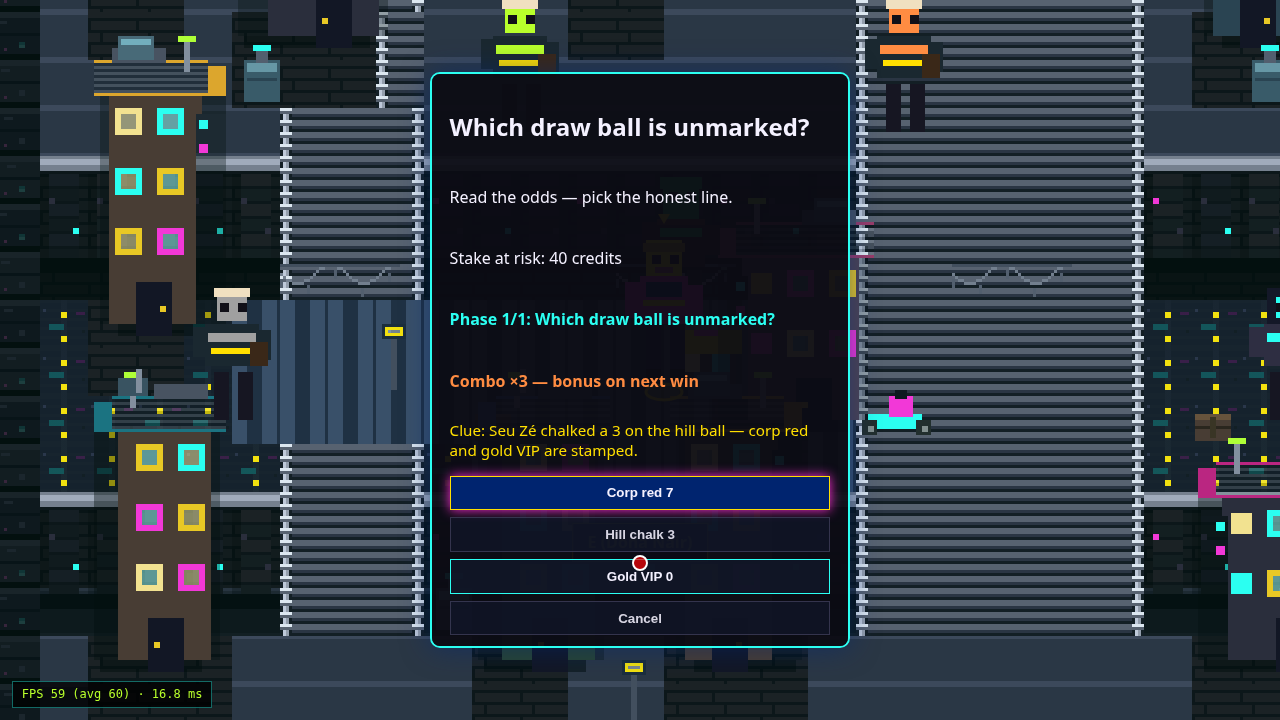 Which draw ball is unmarked?
Read the odds — pick the honest line.
Stake at risk: 40 credits
Phase 1/1: Which draw ball is unmarked?
Combo ×3 — bonus on next win
Clue: Seu Zé chalked a 3 on the hill ball — corp red
and gold VIP are stamped.
Corp red 7
Hill chalk 3
Gold VIP 0
Cancel
FPS 59 (avg 60) · 16.8 ms